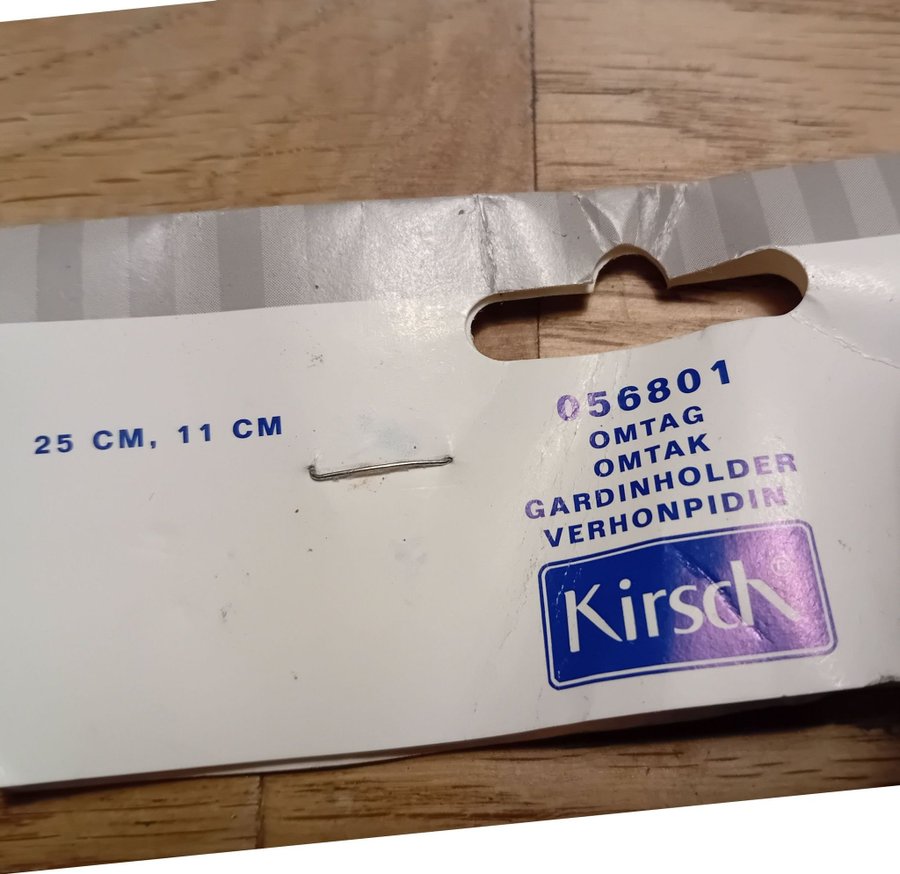 25 CM, 11 CM
056801
OMTAG
OMTAK
GARDINHOLDER
VERHONPIDIN
Kirsch®